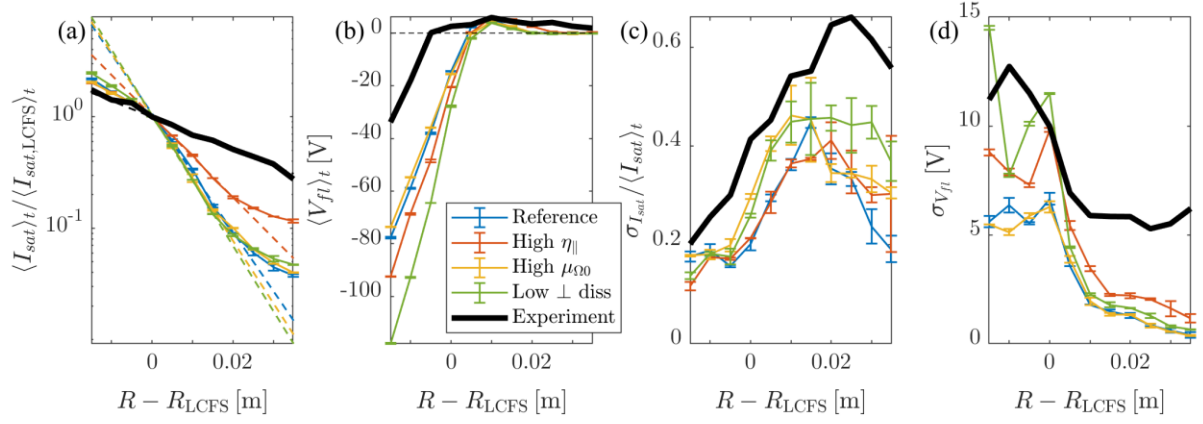 (a)
⟨I_sat⟩_t/⟨I_sat,LCFS⟩_t
10^0
10^-1
0
0.02
R − R_LCFS [m]
(b)
⟨V_fl⟩_t [V]
0
-20
-40
-60
-80
-100
0
0.02
R − R_LCFS [m]
Reference
High η_∥
High μ_Ω0
Low ⊥ diss
Experiment
(c)
σ_I_sat/⟨I_sat⟩_t
0.6
0.4
0.2
0
0
0.02
R − R_LCFS [m]
(d)
σ_V_fl [V]
15
10
5
0
0
0.02
R − R_LCFS [m]